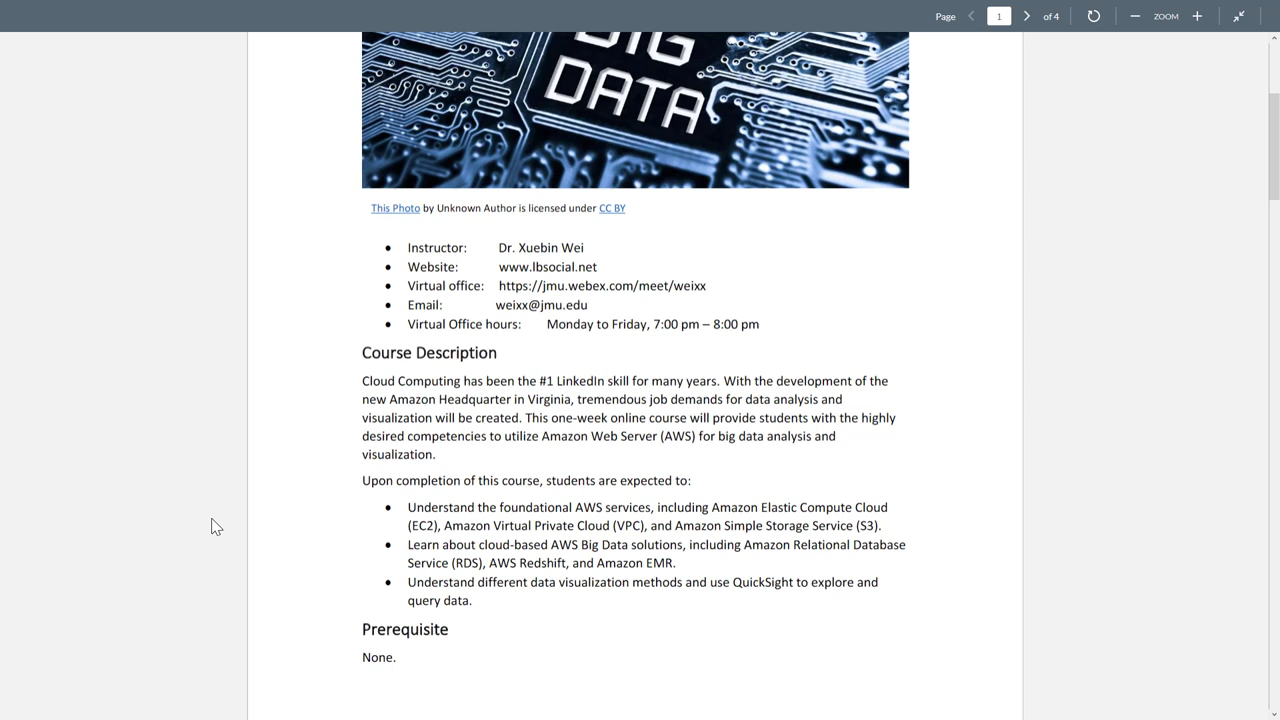 Page 1 of 4 ZOOM
BIG
DATA
This Photo by Unknown Author is licensed under CC BY
• Instructor: Dr. Xuebin Wei
• Website: www.lbsocial.net
• Virtual office: https://jmu.webex.com/meet/weixx
• Email: weixx@jmu.edu
• Virtual Office hours: Monday to Friday, 7:00 pm – 8:00 pm
Course Description
Cloud Computing has been the #1 LinkedIn skill for many years. With the development of the
new Amazon Headquarter in Virginia, tremendous job demands for data analysis and
visualization will be created. This one-week online course will provide students with the highly
desired competencies to utilize Amazon Web Server (AWS) for big data analysis and
visualization.
Upon completion of this course, students are expected to:
• Understand the foundational AWS services, including Amazon Elastic Compute Cloud
(EC2), Amazon Virtual Private Cloud (VPC), and Amazon Simple Storage Service (S3).
• Learn about cloud-based AWS Big Data solutions, including Amazon Relational Database
Service (RDS), AWS Redshift, and Amazon EMR.
• Understand different data visualization methods and use QuickSight to explore and
query data.
Prerequisite
None.